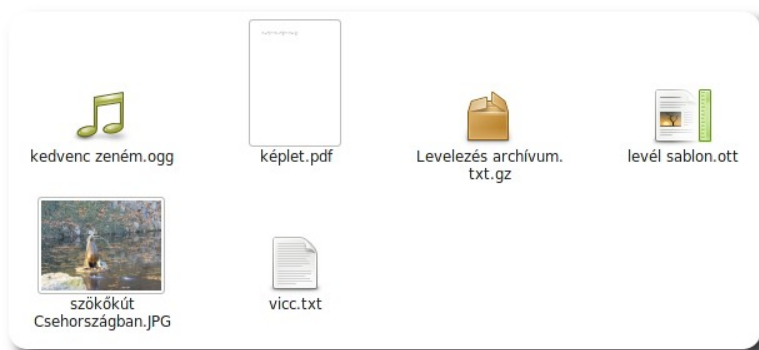 kedvenc zeném.ogg
képlet.pdf
Levelezés archívum.
txt.gz
levél sablon.ott
szökőkút
Csehországban.JPG
vicc.txt